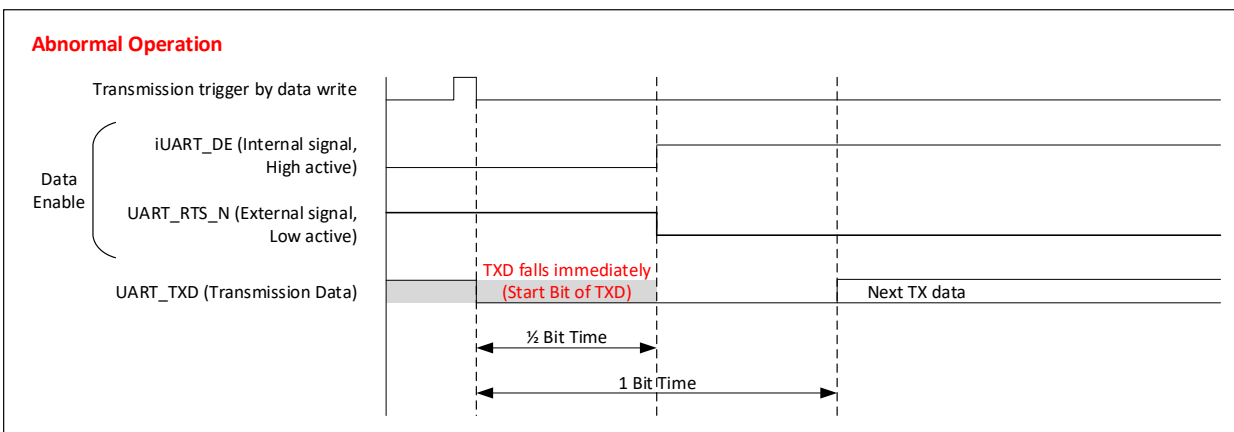 Abnormal Operation
Transmission trigger by data write
iUART_DE (Internal signal,
High active)
Data
Enable
UART_RTS_N (External signal,
Low active)
TXD falls immediately
(Start Bit of TXD)
UART_TXD (Transmission Data)
Next TX data
½ Bit Time
1 Bit Time